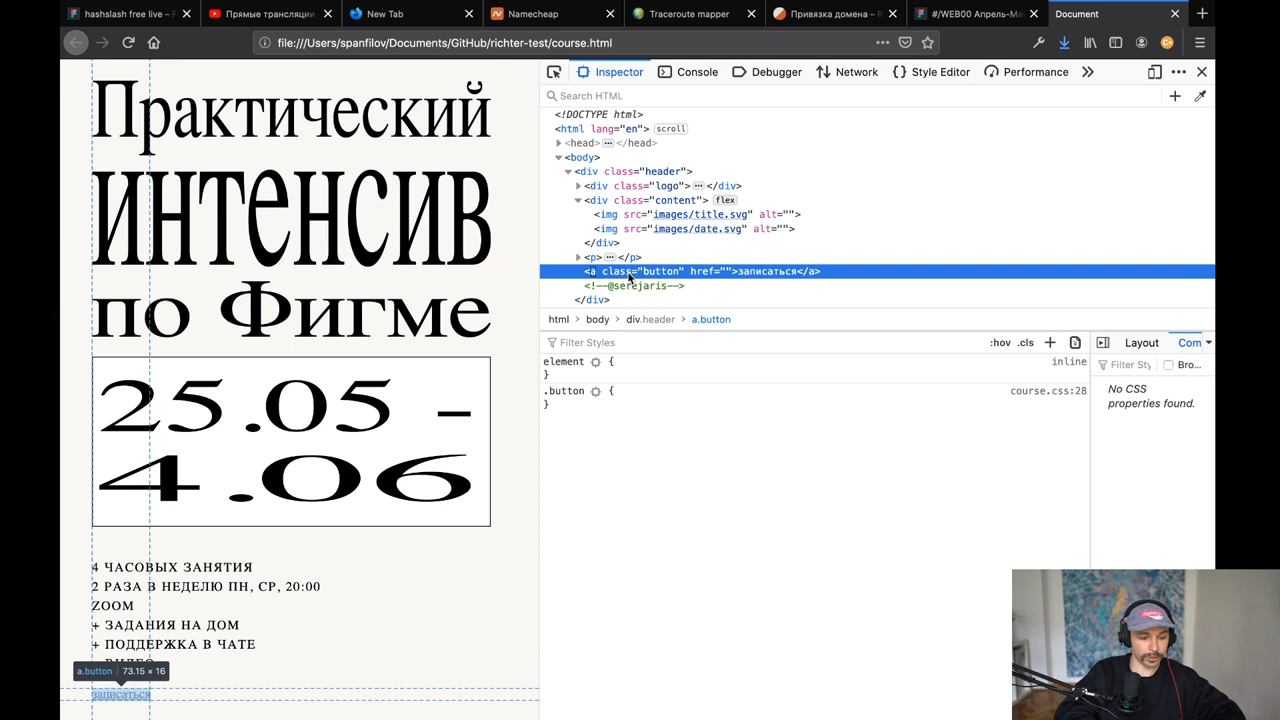 hashslash free live – F
Прямые трансляции
New Tab
Namecheap
Traceroute mapper
Привязка домена – R
#/WEB00 Апрель-Ма
Document
file:///Users/spanfilov/Documents/GitHub/richter-test/course.html
Inspector Console Debugger Network Style Editor Performance
Search HTML
<!DOCTYPE html>
<html lang="en"> scroll
<head> </head>
<body>
<div class="header">
<div class="logo"> </div>
<div class="content"> flex
<img src="images/title.svg" alt="">
<img src="images/date.svg" alt="">
</div>
<p> </p>
<a class="button" href="">записаться</a>
<!--@serejaris-->
</div>
html body div.header a.button
Filter Styles :hov .cls + Layout Com
element { inline
}
.button { course.css:28
}
Filter Sty Bro...
No CSS
properties found.
Практический
интенсив
по Фигме
25.05 –
4.06
4 ЧАСОВЫХ ЗАНЯТИЯ
2 РАЗА В НЕДЕЛЮ ПН, СР, 20:00
ZOOM
+ ЗАДАНИЯ НА ДОМ
+ ПОДДЕРЖКА В ЧАТЕ
a.button 73.15 × 16
записаться